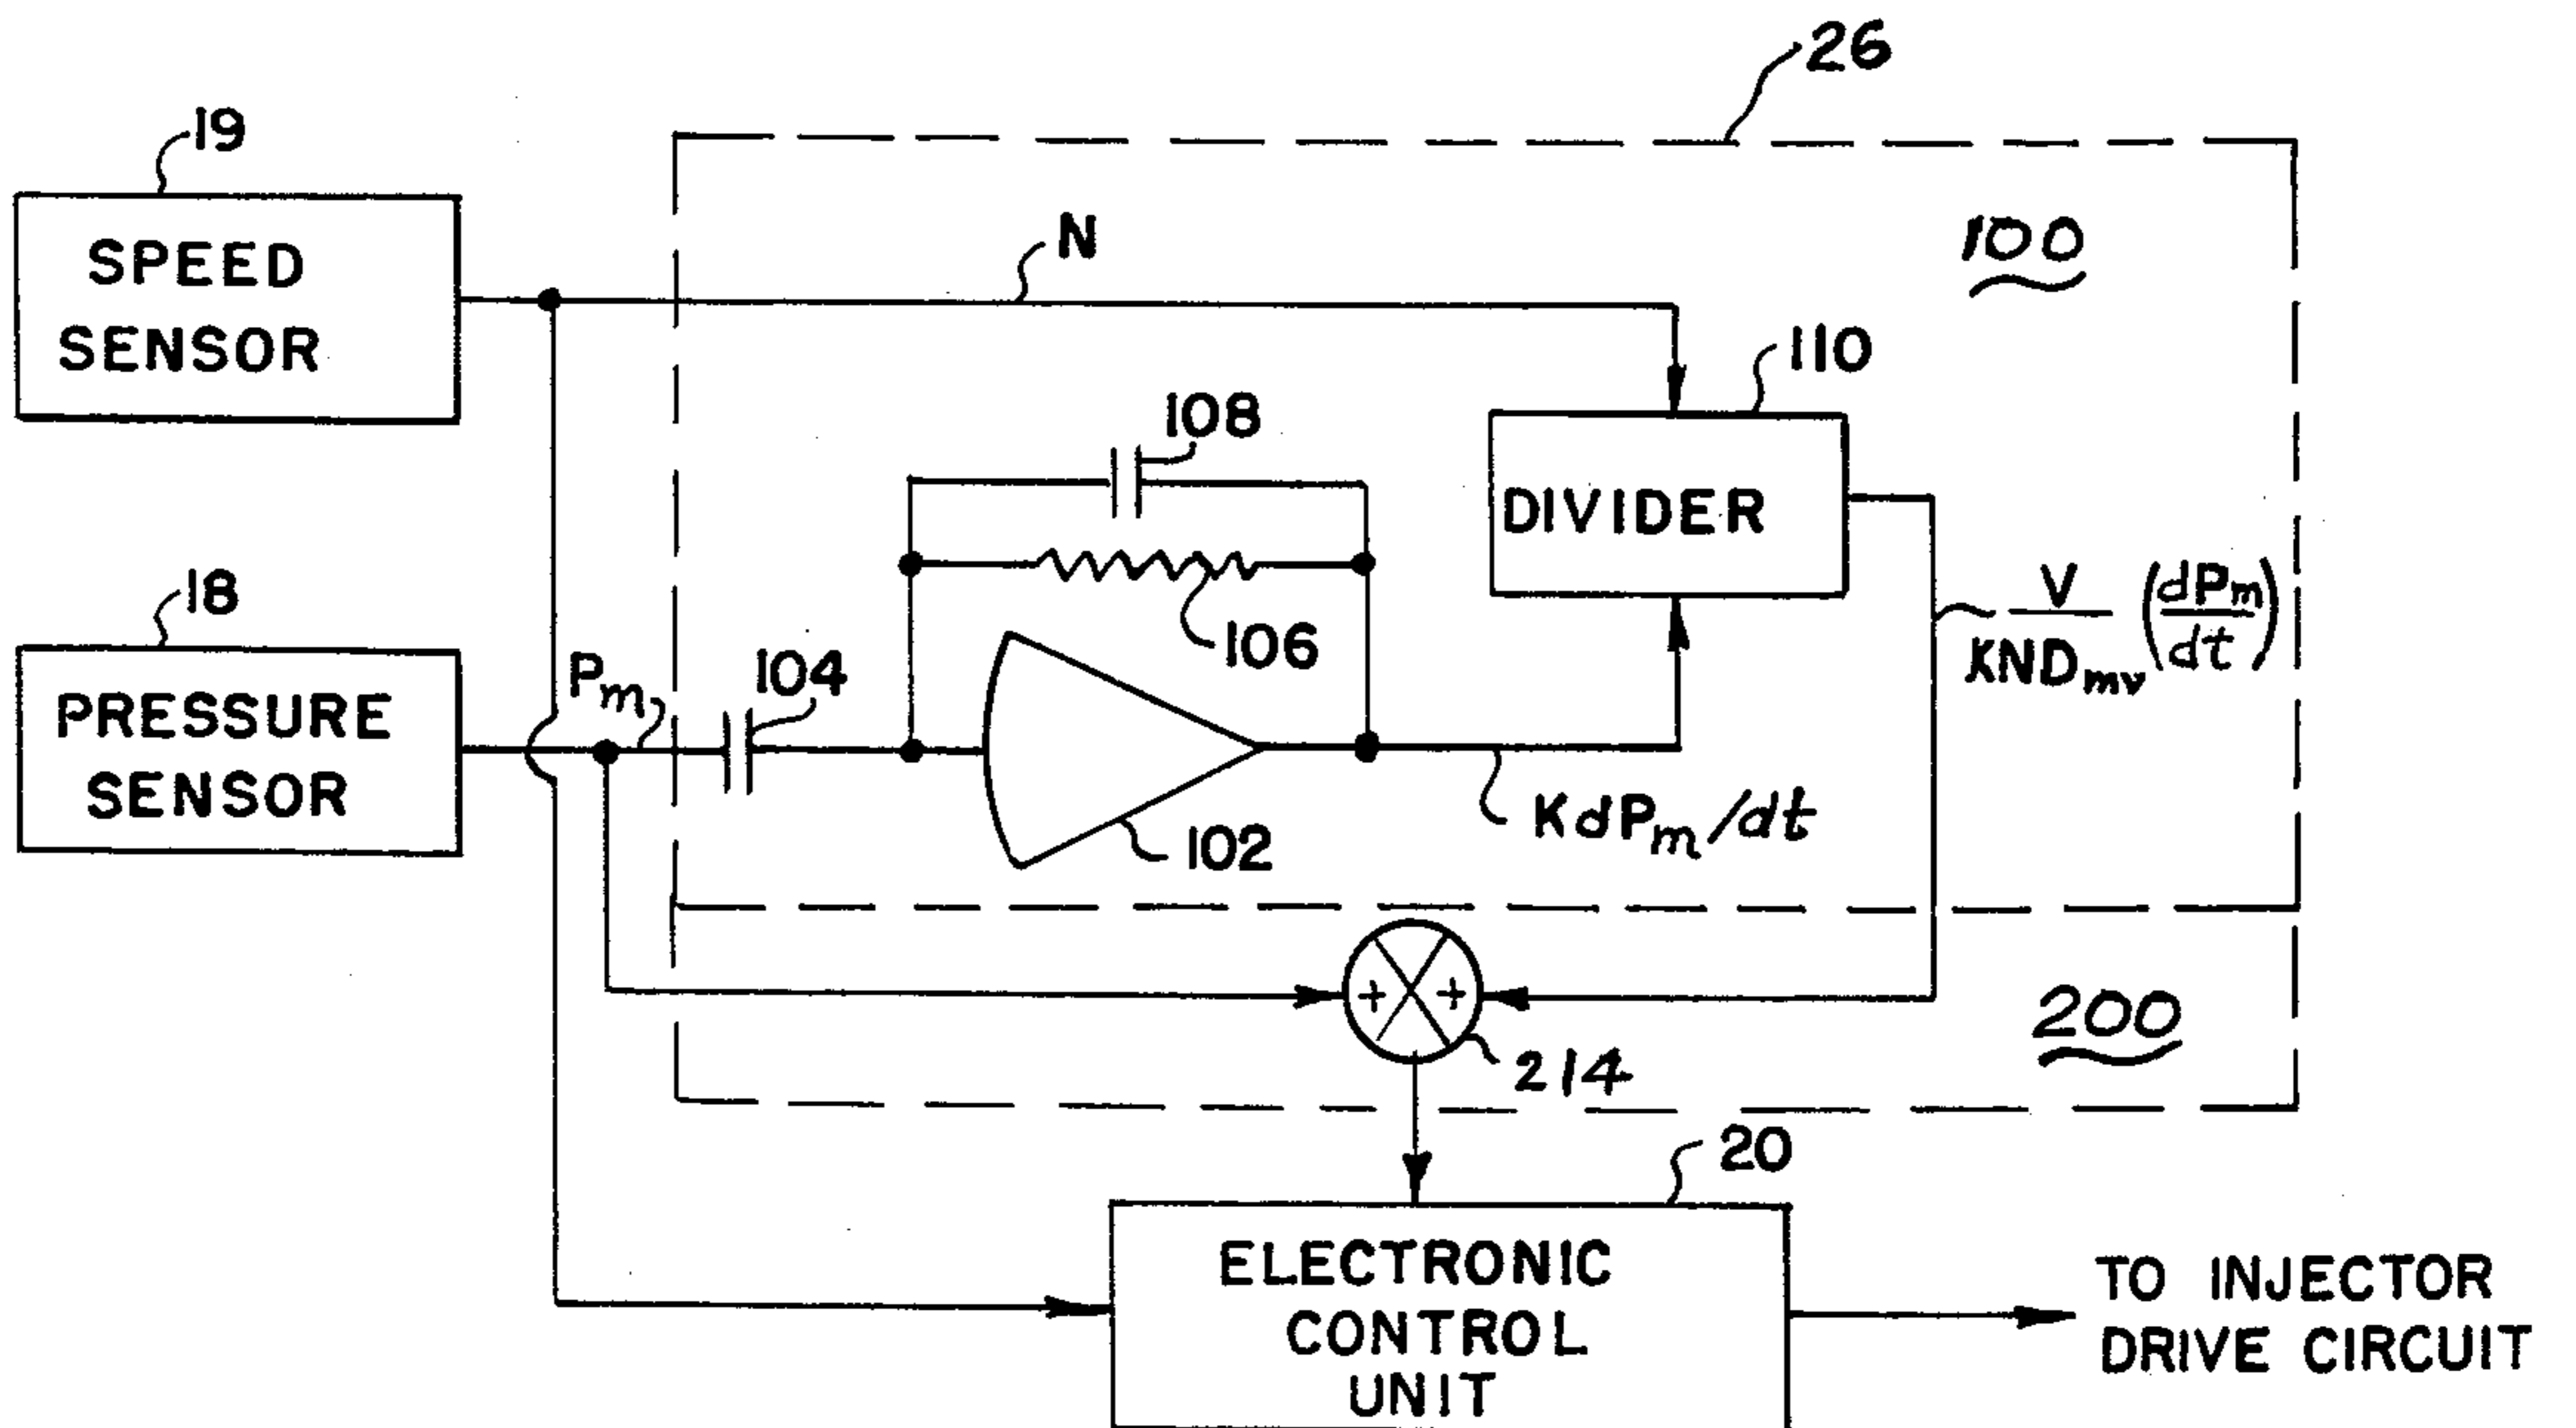 26
19
SPEED
SENSOR
N
100
110
DIVIDER
108
106
18
PRESSURE
SENSOR
Pm
104
102
KdPm/dt
V/KNDmv (dPm/dt)
+ +
214
200
20
ELECTRONIC
CONTROL
UNIT
TO INJECTOR
DRIVE CIRCUIT